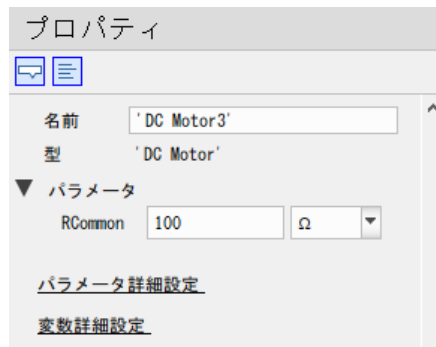 プロパティ
名前 'DC Motor3'
型 'DC Motor'
▼ パラメータ
RCommon 100 Ω
パラメータ詳細設定
変数詳細設定